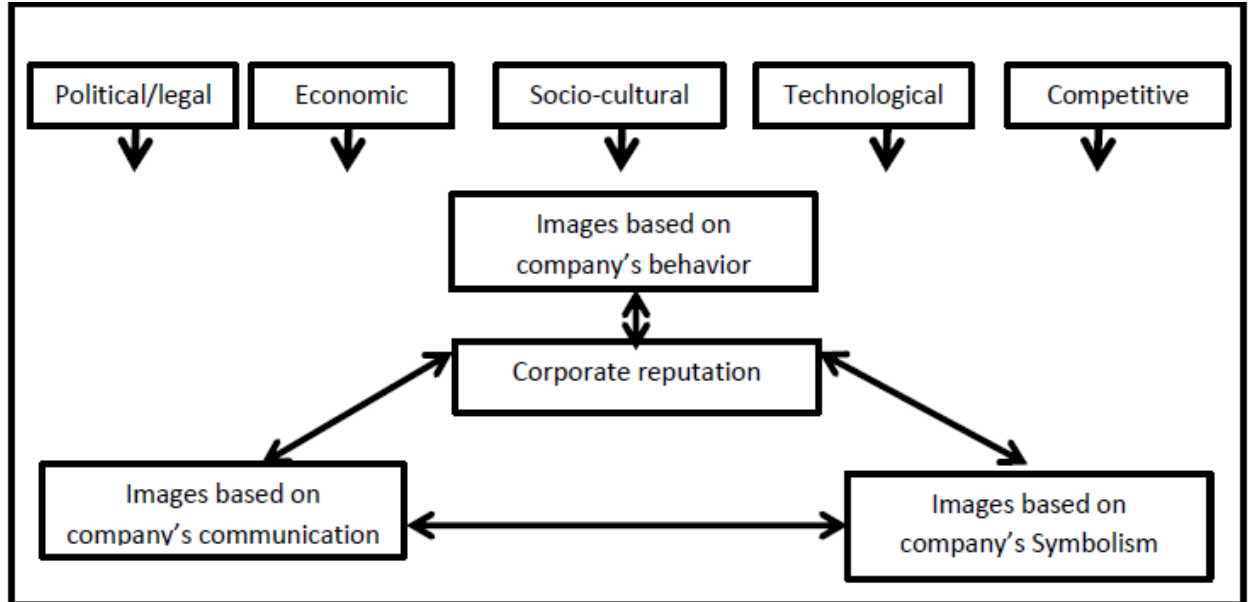 Political/legal
Economic
Socio-cultural
Technological
Competitive
Images based on
company’s behavior
Corporate reputation
Images based on
company’s communication
Images based on
company’s Symbolism